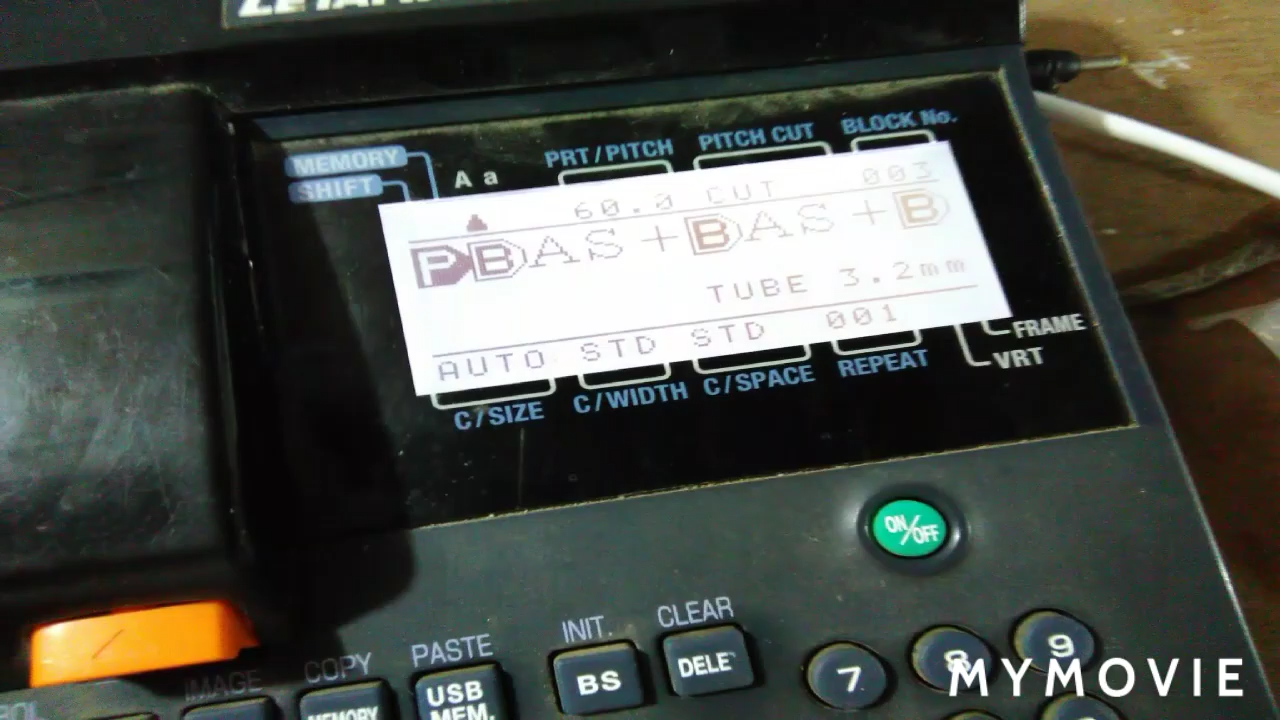 MEMORY
SHIFT
A a
PRT/PITCH
PITCH CUT
BLOCK No.
60.0 CUT 003
PBAS+BAS+B
TUBE 3.2mm
AUTO STD STD 001
C/SIZE
C/WIDTH
C/SPACE
REPEAT
FRAME
VRT
ON/OFF
IMAGE
COPY
MEMORY
PASTE
USB
MEM.
INIT.
BS
CLEAR
DELE
7
8
9
MYMOVIE